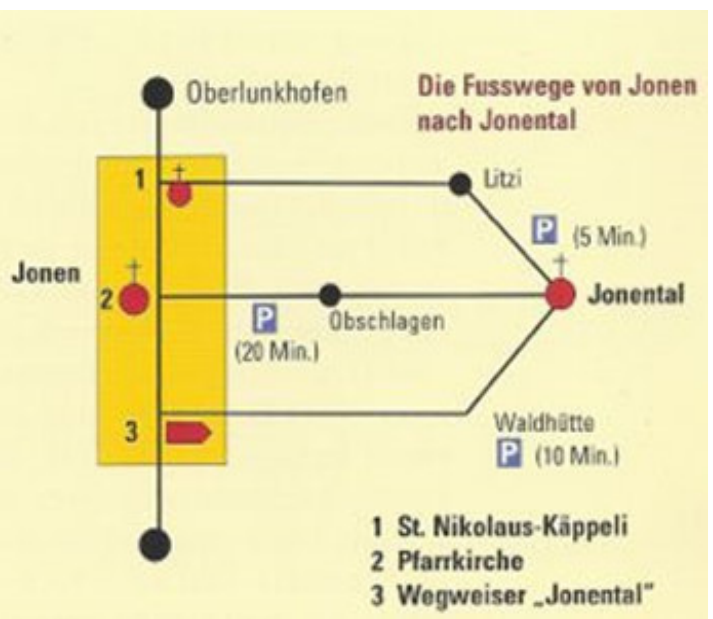 Oberlunkhofen
Die Fusswege von Jonen
nach Jonental
1
Litzi
P (5 Min.)
Jonen
2
Jonental
Obschlagen
P
(20 Min.)
3
Waldhütte
P (10 Min.)
1 St. Nikolaus-Käppeli
2 Pfarrkirche
3 Wegweiser „Jonental"